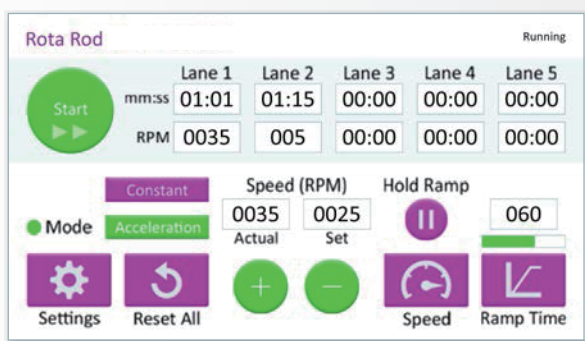 Rota Rod Running
Lane 1 Lane 2 Lane 3 Lane 4 Lane 5
Start
mm:ss 01:01 01:15 00:00 00:00 00:00
RPM 0035 005 00:00 00:00 00:00
Constant Speed (RPM) Hold Ramp
Mode Acceleration 0035 0025 060
Actual Set
Settings Reset All Speed Ramp Time